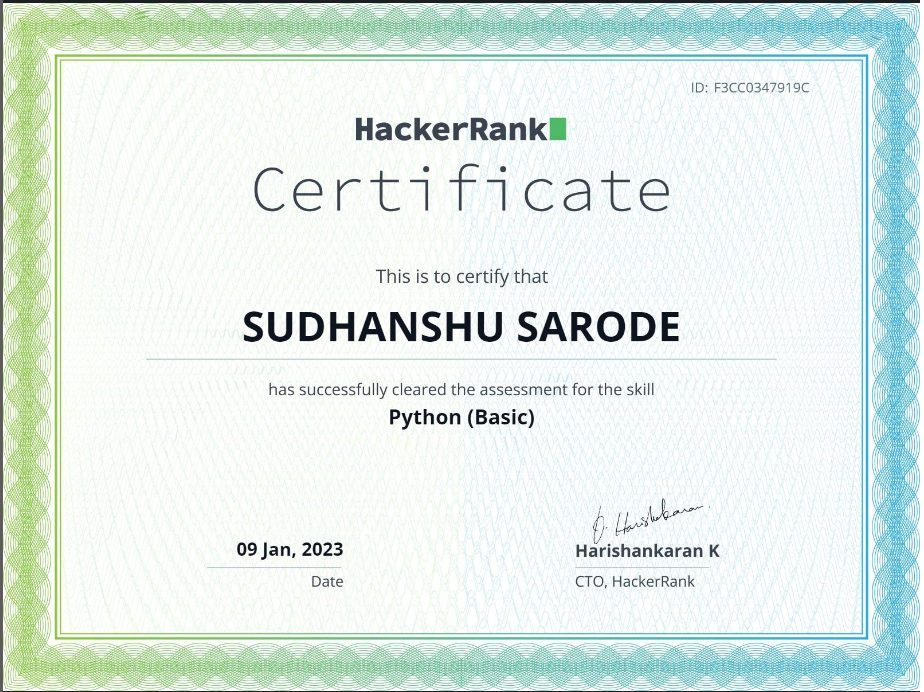 ID: F3CC0347919C
HackerRank
Certificate
This is to certify that
SUDHANSHU SARODE
has successfully cleared the assessment for the skill
Python (Basic)
09 Jan, 2023
Date
Harishankaran K
CTO, HackerRank